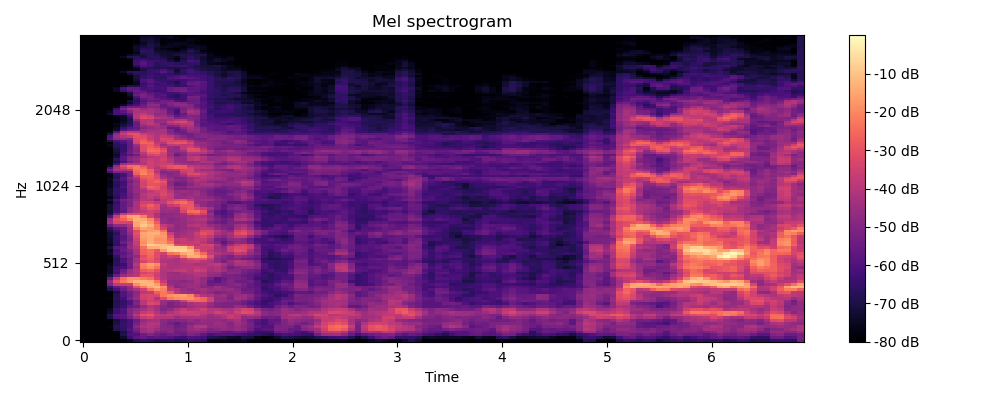 Mel spectrogram
Hz
2048
1024
512
0
0 1 2 3 4 5 6
Time
-10 dB
-20 dB
-30 dB
-40 dB
-50 dB
-60 dB
-70 dB
-80 dB